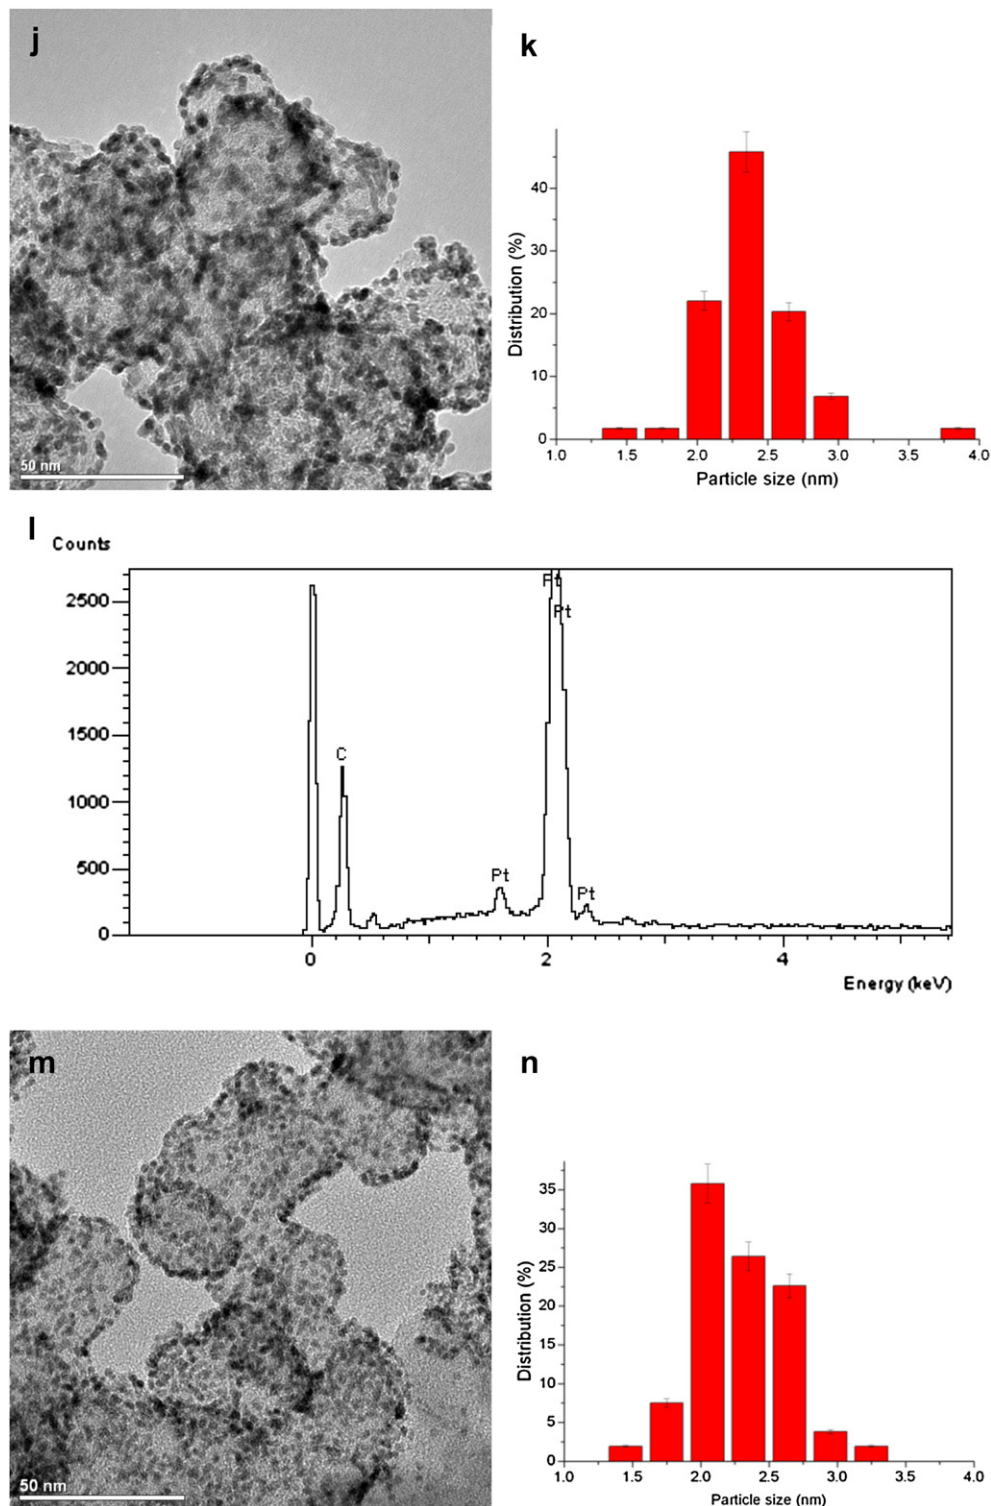 j
k
50 nm
Distribution (%)
40
30
20
10
0
1.0 1.5 2.0 2.5 3.0 3.5 4.0
Particle size (nm)
l
Counts
2500
2000
1500
1000
500
0
Pt
Pt
C
Pt
Pt
0 2 4
Energy (keV)
m
n
50 nm
Distribution (%)
35
30
25
20
15
10
5
0
1.0 1.5 2.0 2.5 3.0 3.5 4.0
Particle size (nm)